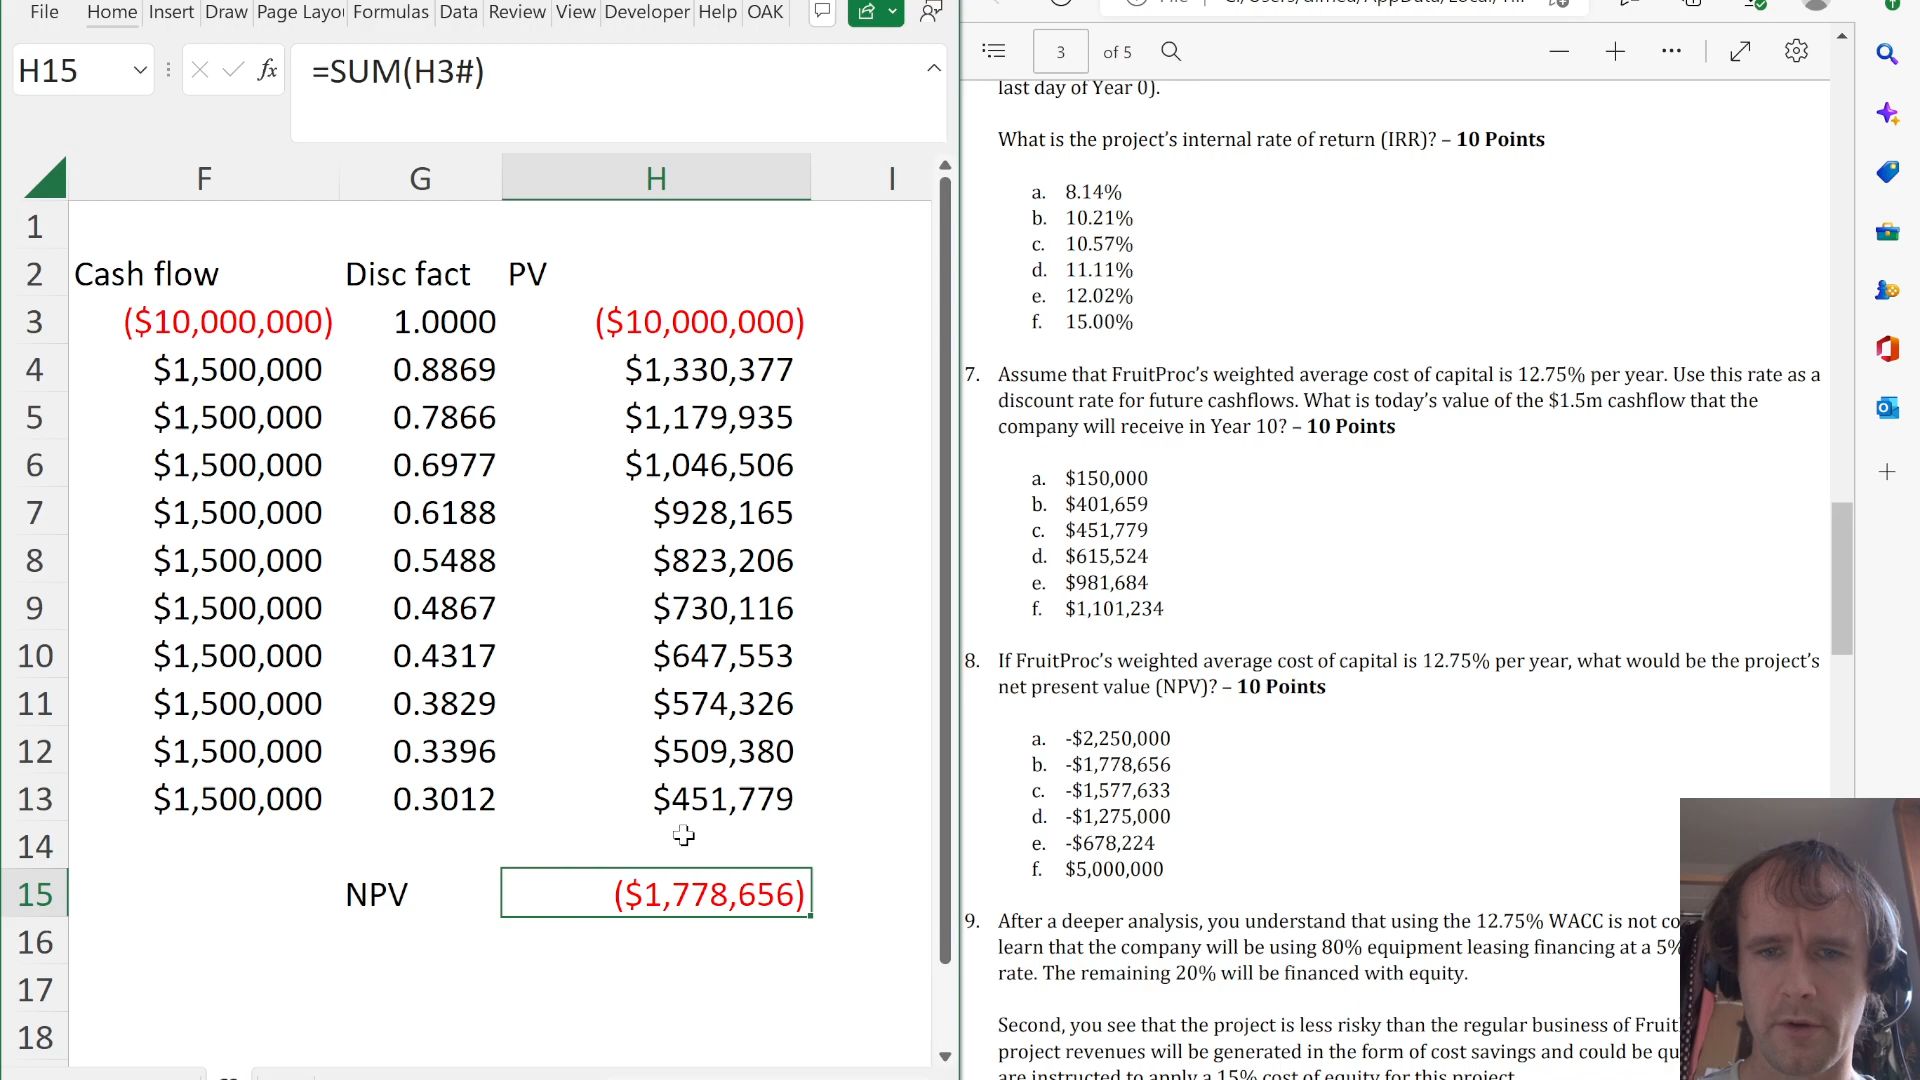 File Home Insert Draw Page Layou Formulas Data Review View Developer Help OAK
H15 fx =SUM(H3#)
F G H I
1
2 Cash flow Disc fact PV
3 ($10,000,000) 1.0000 ($10,000,000)
4 $1,500,000 0.8869 $1,330,377
5 $1,500,000 0.7866 $1,179,935
6 $1,500,000 0.6977 $1,046,506
7 $1,500,000 0.6188 $928,165
8 $1,500,000 0.5488 $823,206
9 $1,500,000 0.4867 $730,116
10 $1,500,000 0.4317 $647,553
11 $1,500,000 0.3829 $574,326
12 $1,500,000 0.3396 $509,380
13 $1,500,000 0.3012 $451,779
14
15 NPV ($1,778,656)
16
17
18
3 of 5
last day of Year 0).
What is the project's internal rate of return (IRR)? – 10 Points
a. 8.14%
b. 10.21%
c. 10.57%
d. 11.11%
e. 12.02%
f. 15.00%
7. Assume that FruitProc's weighted average cost of capital is 12.75% per year. Use this rate as a
discount rate for future cashflows. What is today's value of the $1.5m cashflow that the
company will receive in Year 10? – 10 Points
a. $150,000
b. $401,659
c. $451,779
d. $615,524
e. $981,684
f. $1,101,234
8. If FruitProc's weighted average cost of capital is 12.75% per year, what would be the project's
net present value (NPV)? – 10 Points
a. -$2,250,000
b. -$1,778,656
c. -$1,577,633
d. -$1,275,000
e. -$678,224
f. $5,000,000
9. After a deeper analysis, you understand that using the 12.75% WACC is not co
learn that the company will be using 80% equipment leasing financing at a 5%
rate. The remaining 20% will be financed with equity.
Second, you see that the project is less risky than the regular business of Fruit
project revenues will be generated in the form of cost savings and could be qu
are instructed to apply a 15% cost of equity for this project